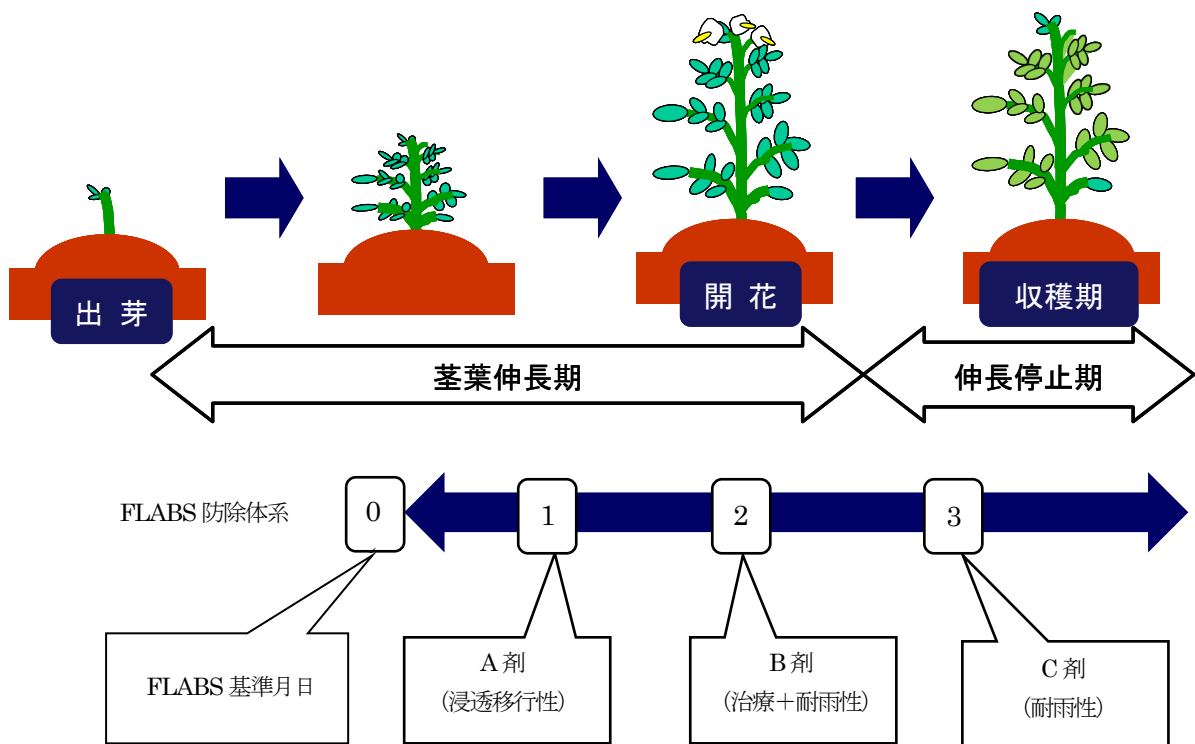 出 芽
開 花
収穫期
茎葉伸長期
伸長停止期
FLABS 防除体系
0
1
2
3
FLABS 基準月日
A 剤
(浸透移行性)
B 剤
(治療＋耐雨性)
C 剤
(耐雨性)